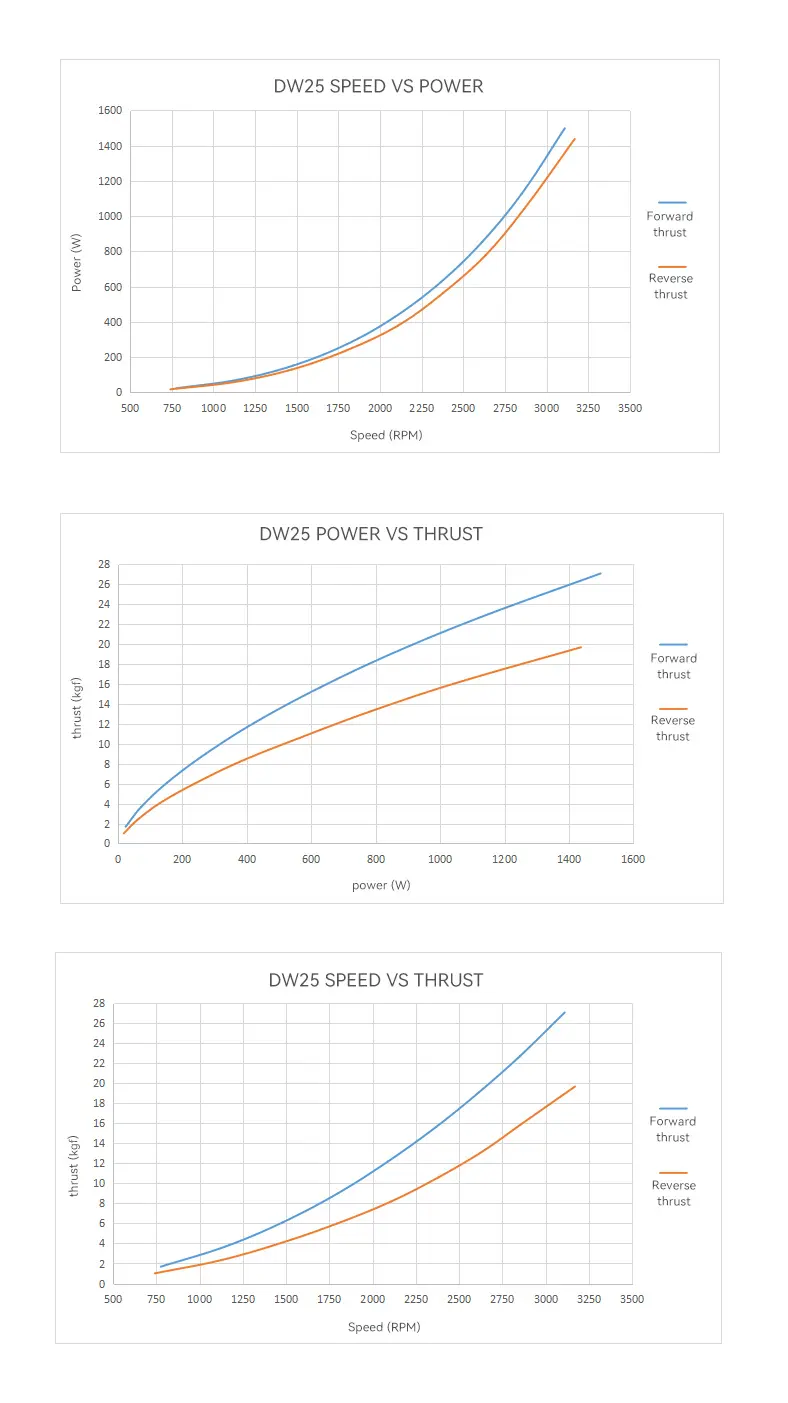 DW25 SPEED VS POWER
1600
1400
1200
1000
800
600
400
200
0
500 750 1000 1250 1500 1750 2000 2250 2500 2750 3000 3250 3500
Power (W)
Speed (RPM)
Forward
thrust
Reverse
thrust
DW25 POWER VS THRUST
28
26
24
22
20
18
16
14
12
10
8
6
4
2
0
0 200 400 600 800 1000 1200 1400 1600
thrust (kgf)
power (W)
Forward
thrust
Reverse
thrust
DW25 SPEED VS THRUST
28
26
24
22
20
18
16
14
12
10
8
6
4
2
0
500 750 1000 1250 1500 1750 2000 2250 2500 2750 3000 3250 3500
thrust (kgf)
Speed (RPM)
Forward
thrust
Reverse
thrust